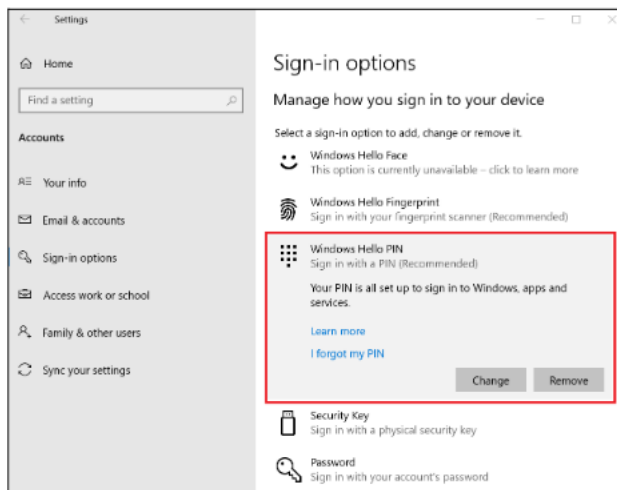 Settings
Home
Find a setting
Accounts
Your info
Email & accounts
Sign-in options
Access work or school
Family & other users
Sync your settings
Sign-in options
Manage how you sign in to your device
Select a sign-in option to add, change or remove it.
Windows Hello Face
This option is currently unavailable – click to learn more
Windows Hello Fingerprint
Sign in with your fingerprint scanner (Recommended)
Windows Hello PIN
Sign in with a PIN (Recommended)
Your PIN is all set up to sign in to Windows, apps and
services.
Learn more
I forgot my PIN
Change
Remove
Security Key
Sign in with a physical security key
Password
Sign in with your account's password